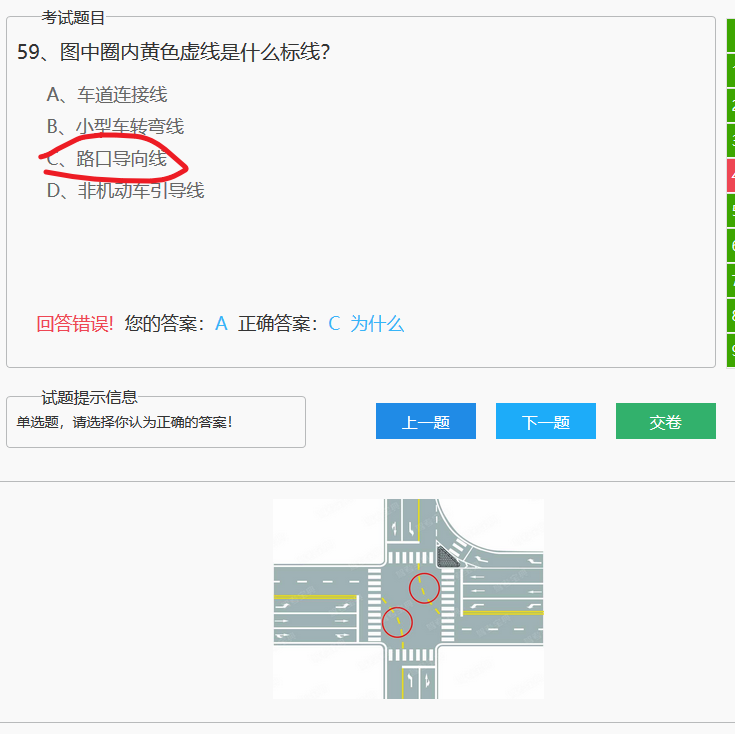 考试题目
59、图中圈内黄色虚线是什么标线?
A、车道连接线
B、小型车转弯线
C、路口导向线
D、非机动车引导线
回答错误! 您的答案：A 正确答案：C 为什么
试题提示信息
单选题，请选择你认为正确的答案!
上一题 下一题 交卷